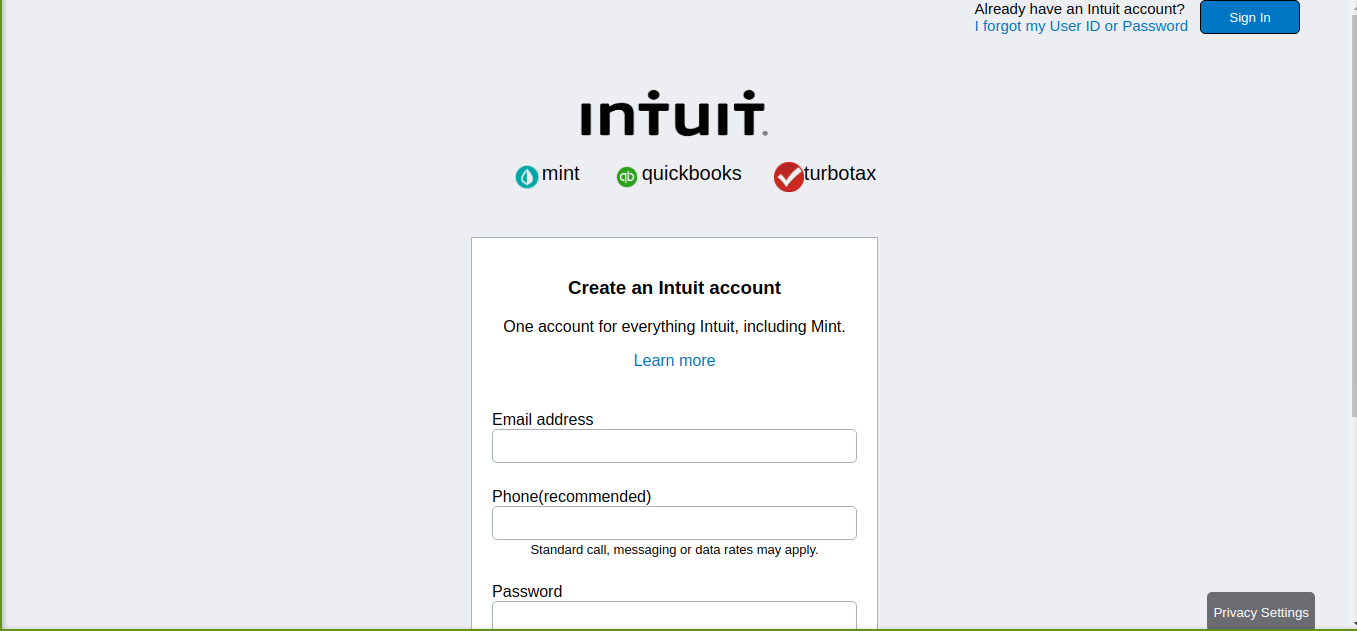 Already have an Intuit account?
I forgot my User ID or Password
Sign In
ıntuıt®
mint
qb quickbooks
turbotax
Create an Intuit account
One account for everything Intuit, including Mint.
Learn more
Email address
Phone(recommended)
Standard call, messaging or data rates may apply.
Password
Privacy Settings